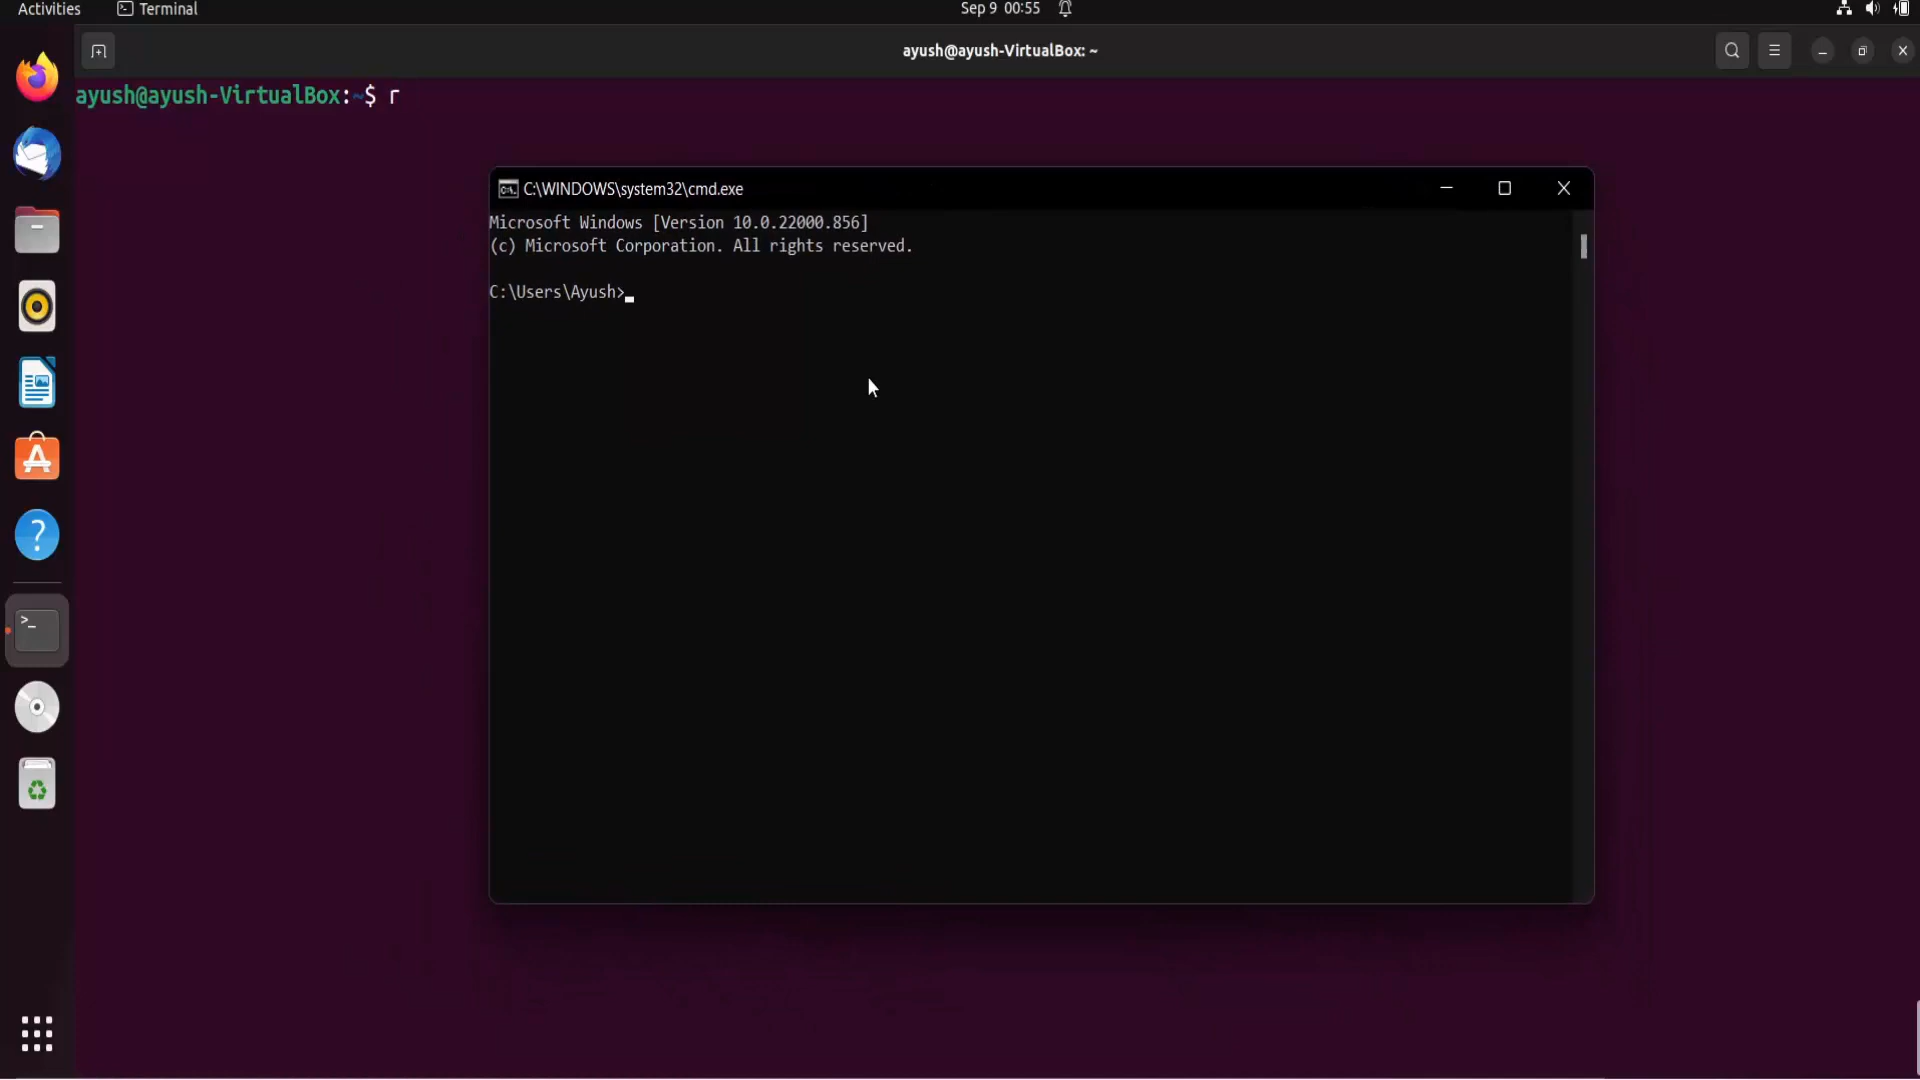 Activities Terminal Sep 9 00:55
ayush@ayush-VirtualBox: ~
ayush@ayush-VirtualBox:~$ r
C:\WINDOWS\system32\cmd.exe
Microsoft Windows [Version 10.0.22000.856]
(c) Microsoft Corporation. All rights reserved.
C:\Users\Ayush>